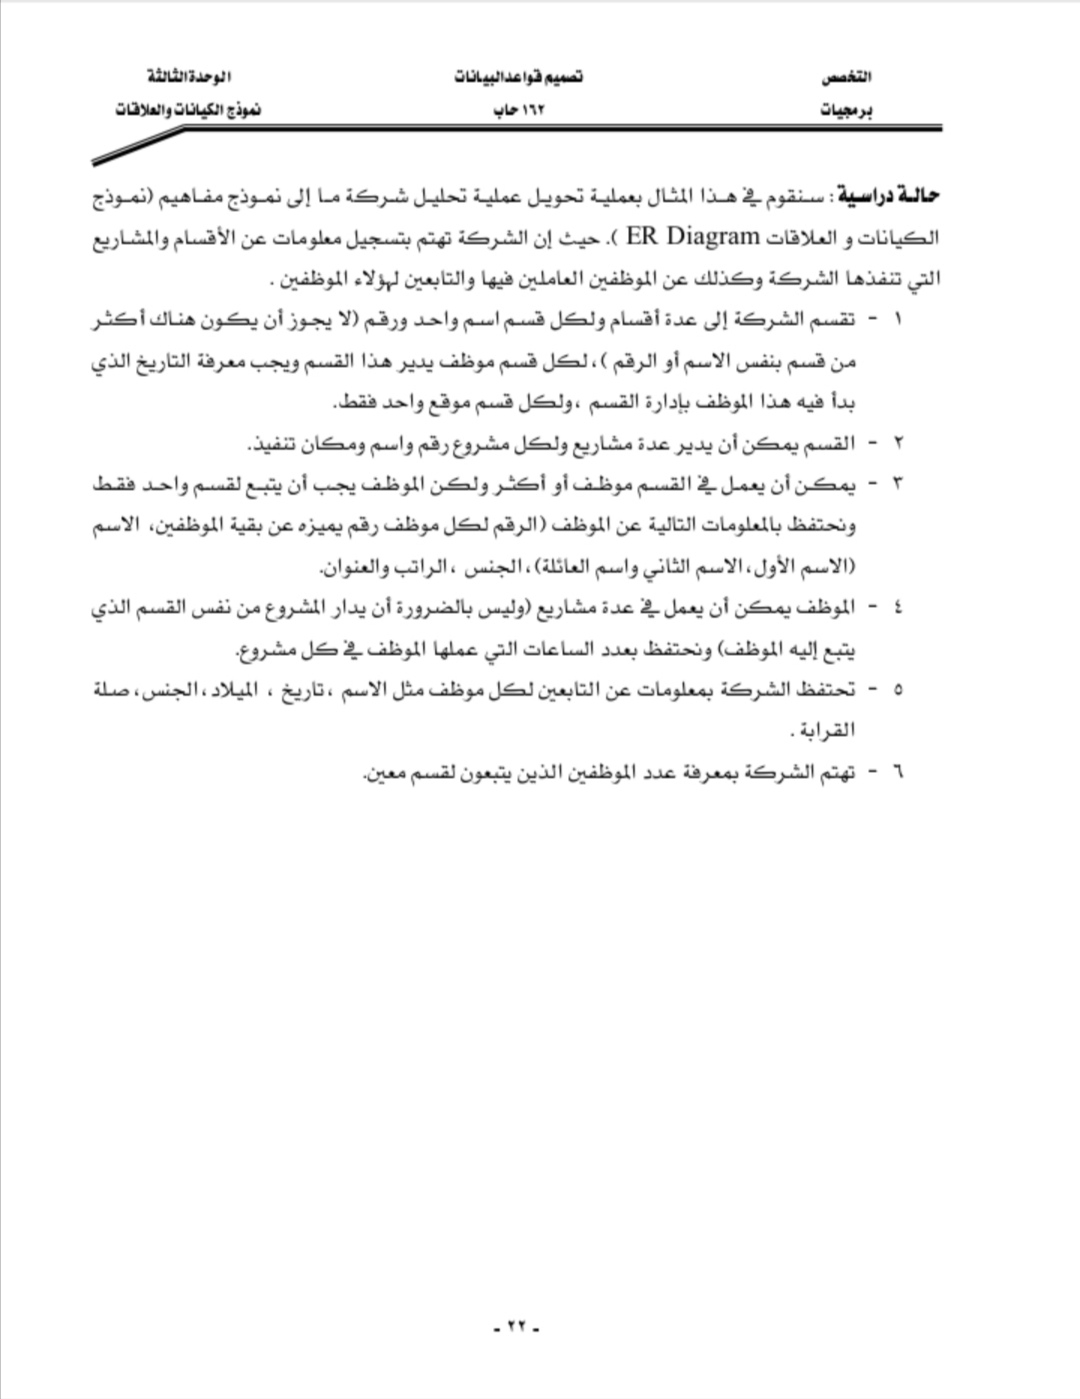 التخصص تصميم قواعد البيانات الوحدة الثالثة
برمجيات ١٦٢ حاب نموذج الكيانات والعلاقات
حالة دراسية : سنقوم في هذا المثال بعملية تحويل عملية تحليل شركة ما إلى نموذج مفاهيم (نموذج
الكيانات و العلاقات ER Diagram ). حيث إن الشركة تهتم بتسجيل معلومات عن الأقسام والمشاريع
التي تنفذها الشركة وكذلك عن الموظفين العاملين فيها والتابعين لهؤلاء الموظفين .
١ - تقسم الشركة إلى عدة أقسام ولكل قسم اسم واحد ورقم (لا يجوز أن يكون هناك أكثر
من قسم بنفس الاسم أو الرقم )، لكل قسم موظف يدير هذا القسم ويجب معرفة التاريخ الذي
بدأ فيه هذا الموظف بإدارة القسم ، ولكل قسم موقع واحد فقط.
٢ - القسم يمكن أن يدير عدة مشاريع ولكل مشروع رقم واسم ومكان تنفيذ.
٣ - يمكن أن يعمل في القسم موظف أو أكثر ولكن الموظف يجب أن يتبع لقسم واحد فقط
ونحتفظ بالمعلومات التالية عن الموظف (الرقم لكل موظف رقم يميزه عن بقية الموظفين، الاسم
(الاسم الأول، الاسم الثاني واسم العائلة)، الجنس ، الراتب والعنوان.
٤ - الموظف يمكن أن يعمل في عدة مشاريع (وليس بالضرورة أن يدار المشروع من نفس القسم الذي
يتبع إليه الموظف) ونحتفظ بعدد الساعات التي عملها الموظف في كل مشروع.
٥ - تحتفظ الشركة بمعلومات عن التابعين لكل موظف مثل الاسم ، تاريخ ، الميلاد ، الجنس، صلة
القرابة .
٦ - تهتم الشركة بمعرفة عدد الموظفين الذين يتبعون لقسم معين.
- ٢٢ -